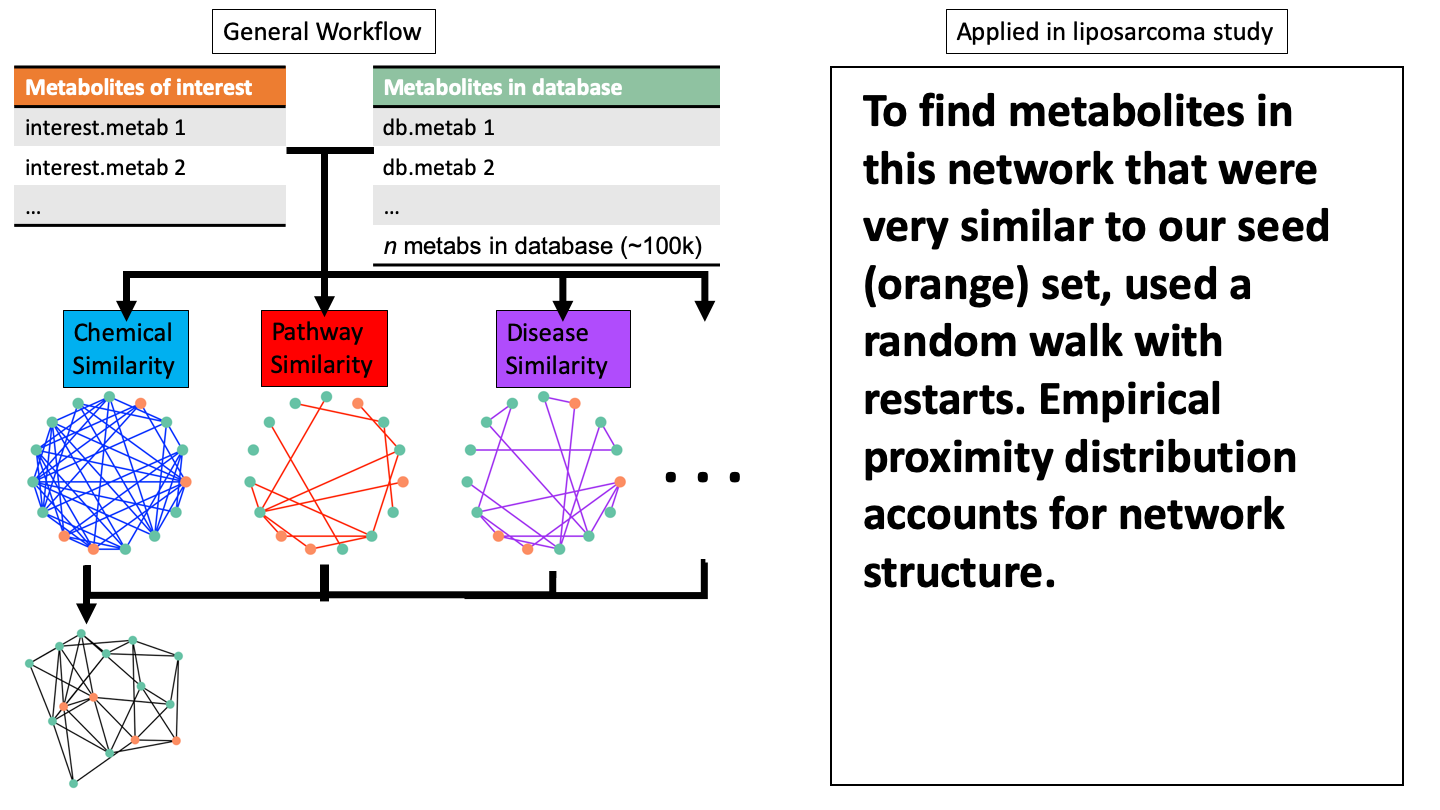 General Workflow
Applied in liposarcoma study
Metabolites of interest
interest.metab 1
interest.metab 2
...
Metabolites in database
db.metab 1
db.metab 2
...
n metabs in database (~100k)
Chemical
Similarity
Pathway
Similarity
Disease
Similarity
. . .
To find metabolites in
this network that were
very similar to our seed
(orange) set, used a
random walk with
restarts. Empirical
proximity distribution
accounts for network
structure.